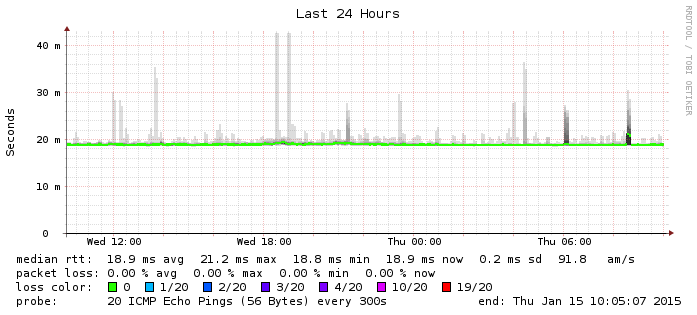 Last 24 Hours
RRDTOOL / TOBI OETIKER
Seconds
40 m
30 m
20 m
10 m
0
Wed 12:00 Wed 18:00 Thu 00:00 Thu 06:00
median rtt: 18.9 ms avg 21.2 ms max 18.8 ms min 18.9 ms now 0.2 ms sd 91.8 am/s
packet loss: 0.00 % avg 0.00 % max 0.00 % min 0.00 % now
loss color: 0 1/20 2/20 3/20 4/20 10/20 19/20
probe: 20 ICMP Echo Pings (56 Bytes) every 300s end: Thu Jan 15 10:05:07 2015